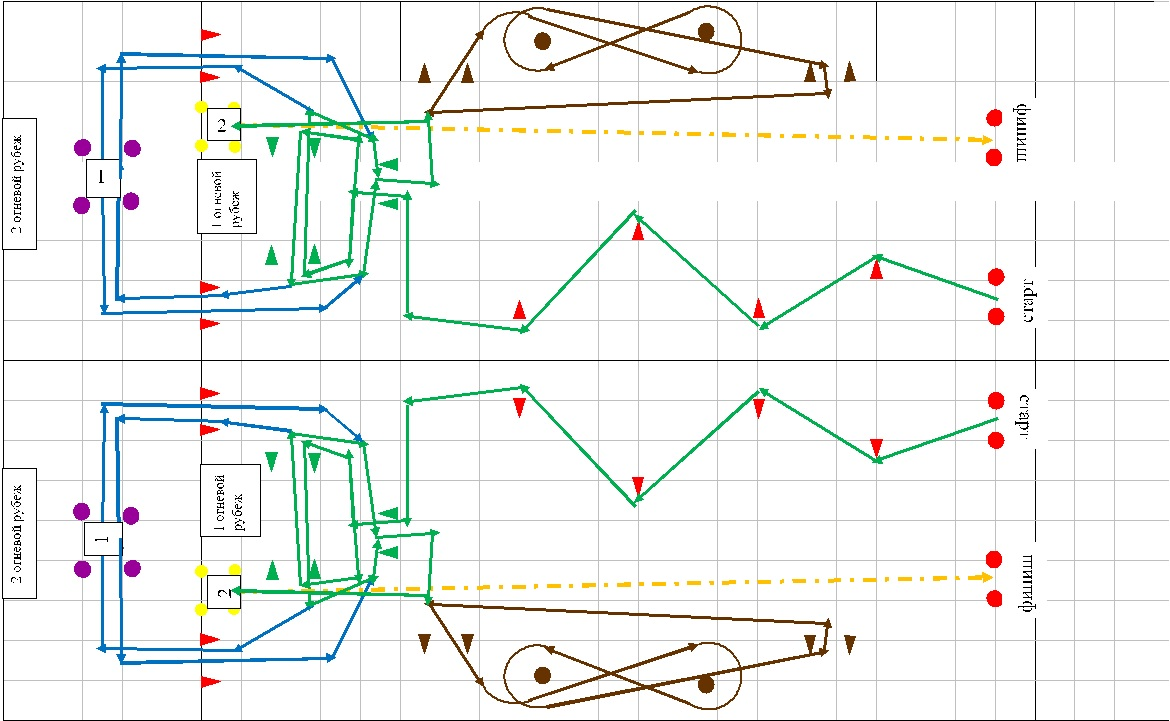 2 огневой рубеж
1
2
1 огневой
рубеж
финиш
старт
2 огневой рубеж
1
2
1 огневой
рубеж
старт
финиш